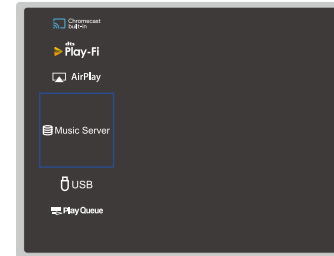 Chromecast
built-in
dts
Play-Fi
AirPlay
Music Server
USB
Play Queue